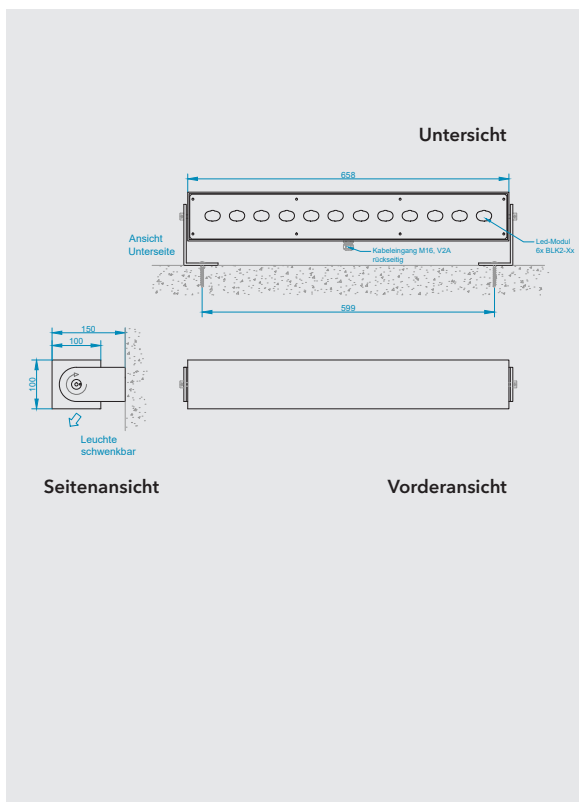 Untersicht
658
Ansicht
Unterseite
Kabeleingang M16, V2A
rückseitig
Led-Modul
6x BLK2-Xx
599
150
100
100
Leuchte
schwenkbar
Seitenansicht
Vorderansicht